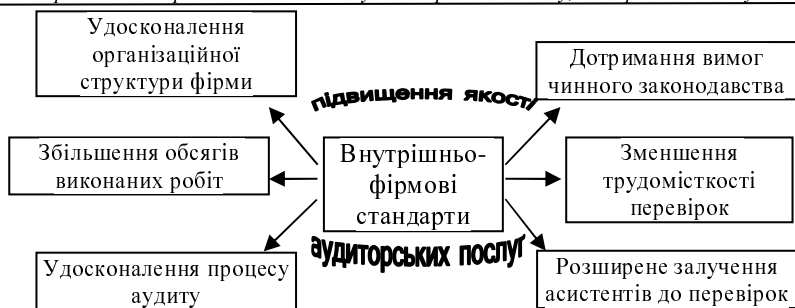 Удосконалення
організаційної
структури фірми
Дотримання вимог
чинного законодавства
підвищення якості
Збільшення обсягів
виконаних робіт
Внутрішньо-
фірмові
стандарти
Зменшення
трудомісткості
перевірок
аудиторських послуг
Удосконалення процесу
аудиту
Розширене залучення
асистентів до перевірок